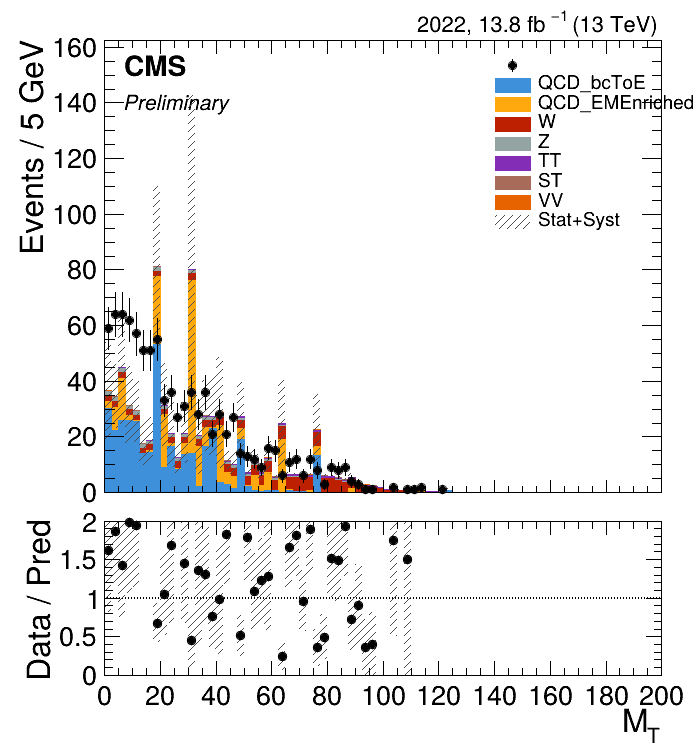 2022, 13.8 fb⁻¹ (13 TeV)
CMS
Preliminary
Events / 5 GeV
160
140
120
100
80
60
40
20
0
QCD_bcToE
QCD_EMEnriched
W
Z
TT
ST
VV
Stat+Syst
Data / Pred
2
1.5
1
0.5
0
0 20 40 60 80 100 120 140 160 180 200
M_T